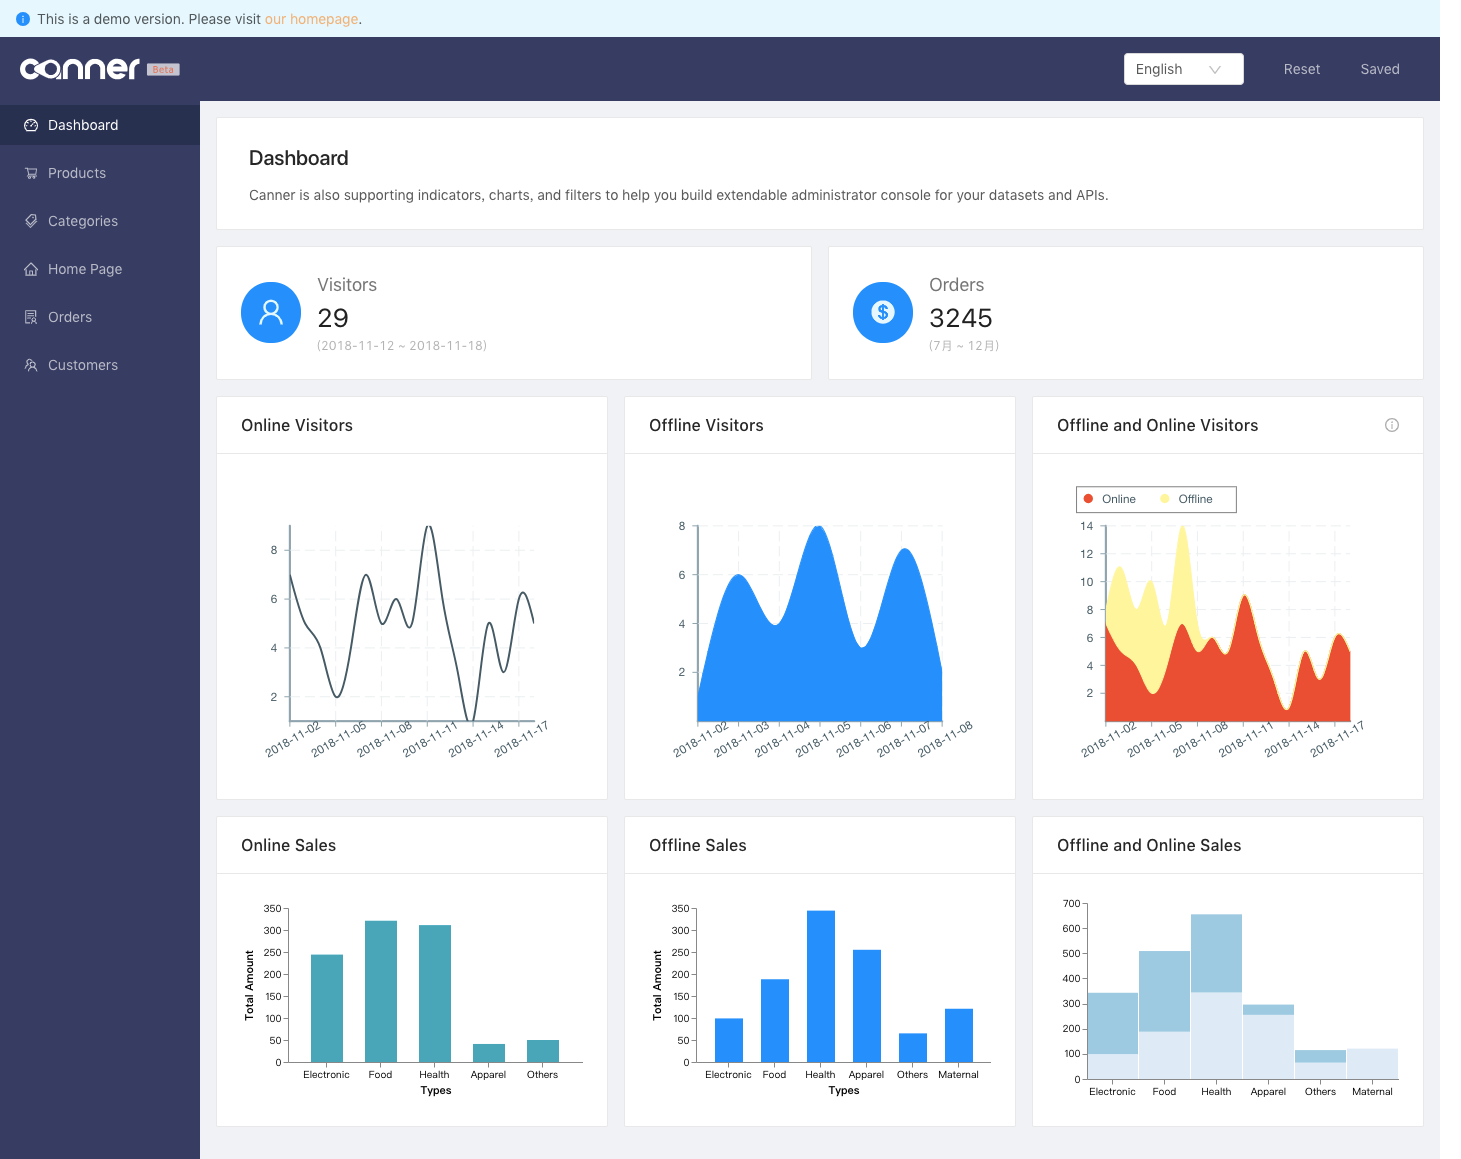 This is a demo version. Please visit our homepage.
canner Beta
English
Reset
Saved
Dashboard
Products
Categories
Home Page
Orders
Customers
Dashboard
Canner is also supporting indicators, charts, and filters to help you build extendable administrator console for your datasets and APIs.
Visitors
29
(2018-11-12 ~ 2018-11-18)
Orders
3245
(7月 ~ 12月)
Online Visitors
8
6
4
2
2018-11-02 2018-11-05 2018-11-08 2018-11-11 2018-11-14 2018-11-17
Offline Visitors
8
6
4
2
2018-11-02 2018-11-03 2018-11-04 2018-11-05 2018-11-06 2018-11-07 2018-11-08
Offline and Online Visitors
Online Offline
14
12
10
8
6
4
2
2018-11-02 2018-11-05 2018-11-08 2018-11-11 2018-11-14 2018-11-17
Online Sales
Total Amount
350
300
250
200
150
100
50
0
Electronic Food Health Apparel Others
Types
Offline Sales
Total Amount
350
300
250
200
150
100
50
0
Electronic Food Health Apparel Others Maternal
Types
Offline and Online Sales
700
600
500
400
300
200
100
0
Electronic Food Health Apparel Others Maternal